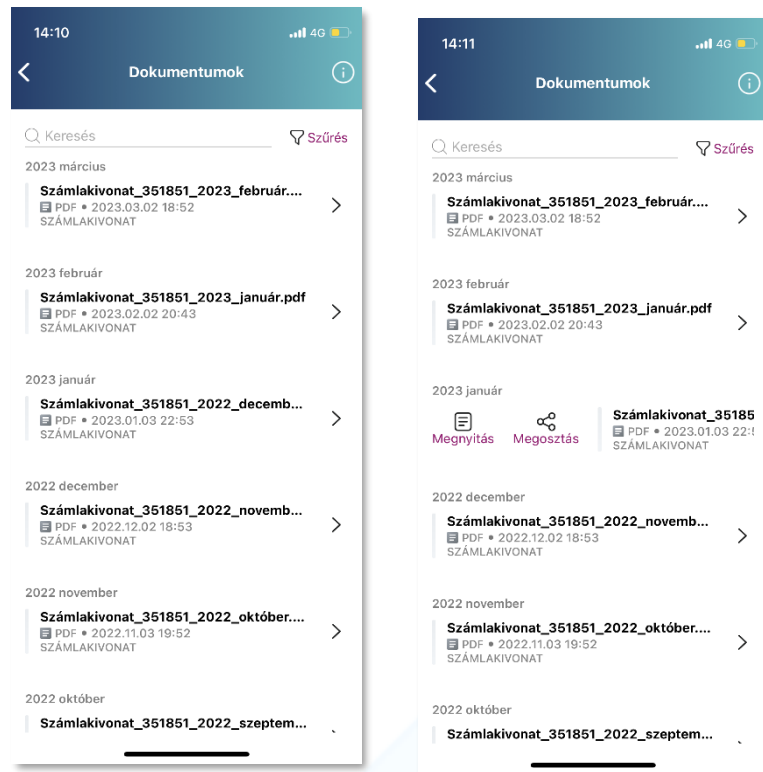 14:10
4G
Dokumentumok
Keresés
Szűrés
2023 március
Számlakivonat_351851_2023_február....
PDF • 2023.03.02 18:52
SZÁMLAKIVONAT
2023 február
Számlakivonat_351851_2023_január.pdf
PDF • 2023.02.02 20:43
SZÁMLAKIVONAT
2023 január
Számlakivonat_351851_2022_decemb...
PDF • 2023.01.03 22:53
SZÁMLAKIVONAT
2022 december
Számlakivonat_351851_2022_novemb...
PDF • 2022.12.02 18:53
SZÁMLAKIVONAT
2022 november
Számlakivonat_351851_2022_október....
PDF • 2022.11.03 19:52
SZÁMLAKIVONAT
2022 október
Számlakivonat_351851_2022_szeptem...
14:11
4G
Dokumentumok
Keresés
Szűrés
2023 március
Számlakivonat_351851_2023_február....
PDF • 2023.03.02 18:52
SZÁMLAKIVONAT
2023 február
Számlakivonat_351851_2023_január.pdf
PDF • 2023.02.02 20:43
SZÁMLAKIVONAT
2023 január
Megnyitás
Megosztás
Számlakivonat_35185
PDF • 2023.01.03 22:
SZÁMLAKIVONAT
2022 december
Számlakivonat_351851_2022_novemb...
PDF • 2022.12.02 18:53
SZÁMLAKIVONAT
2022 november
Számlakivonat_351851_2022_október....
PDF • 2022.11.03 19:52
SZÁMLAKIVONAT
2022 október
Számlakivonat_351851_2022_szeptem...